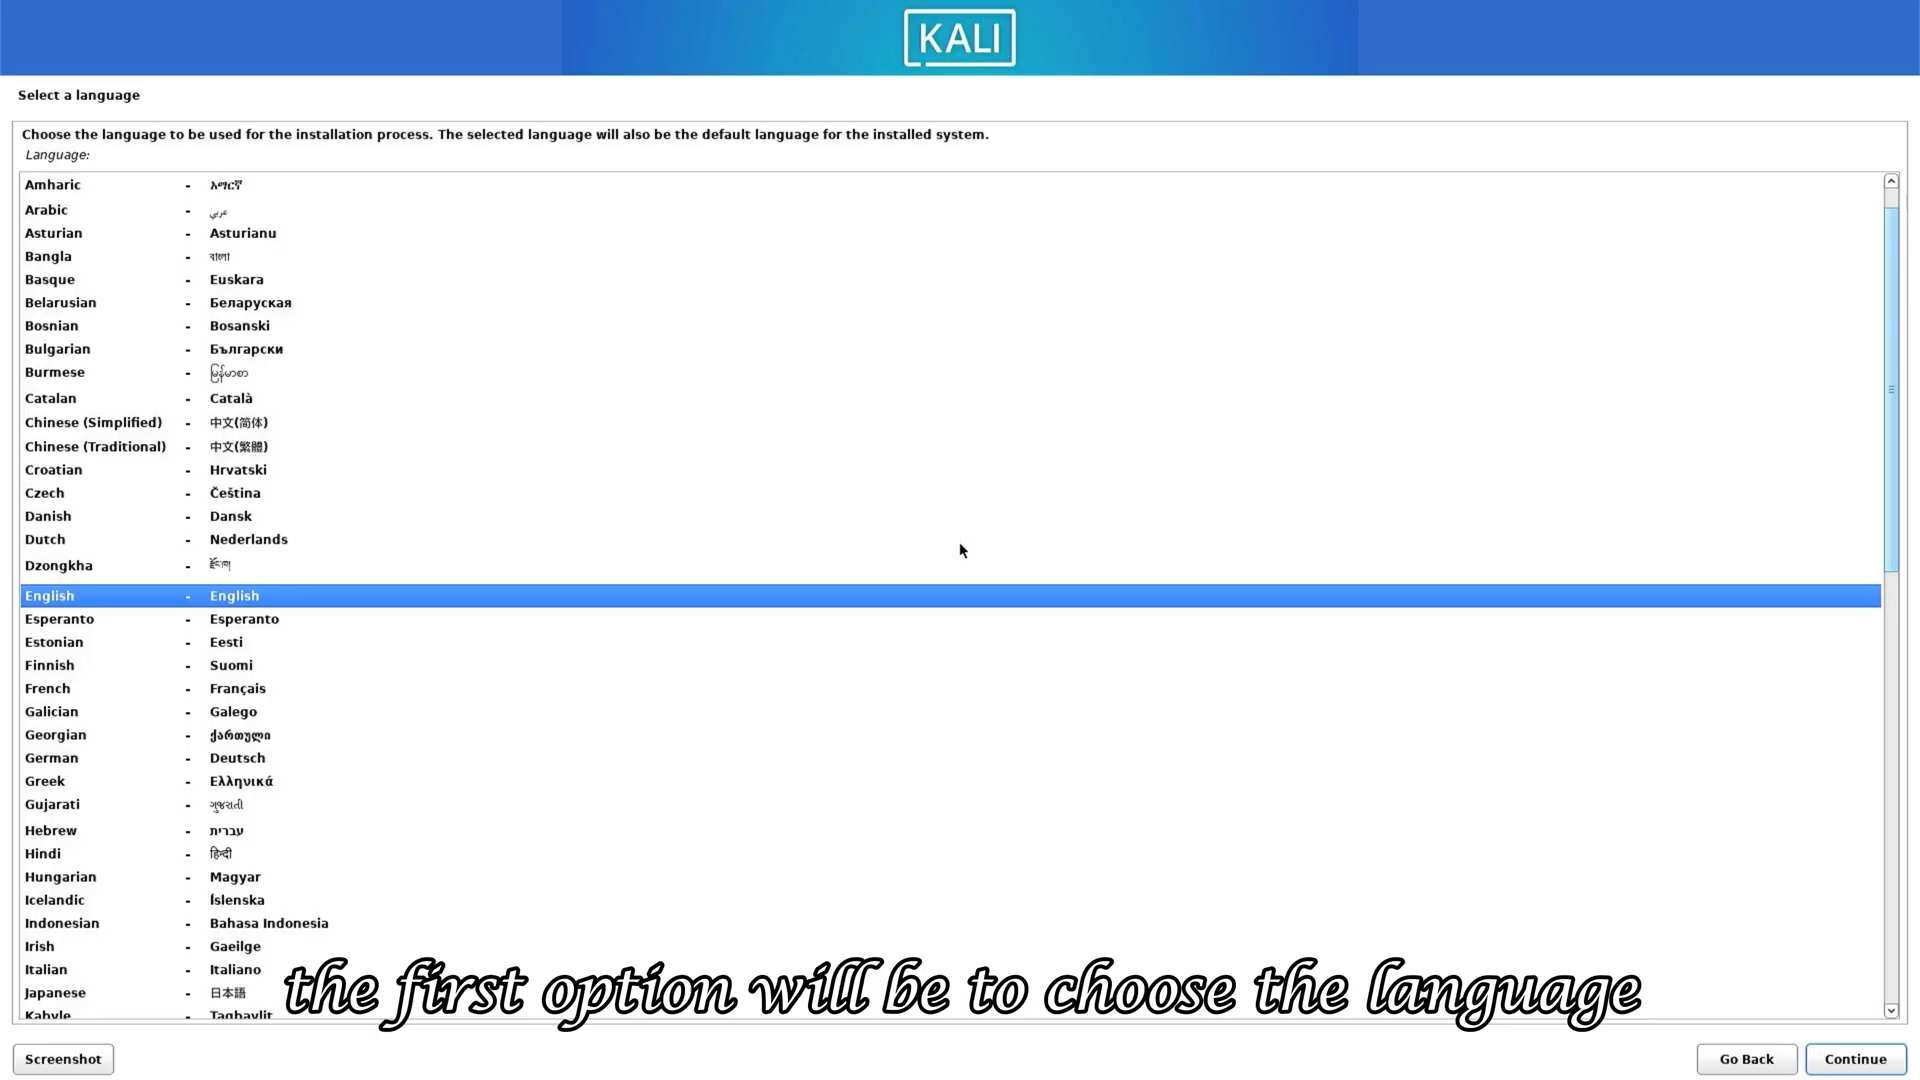 KALI
Select a language
Choose the language to be used for the installation process. The selected language will also be the default language for the installed system.
Language:
Amharic - አማርኛ
Arabic - عربي
Asturian - Asturianu
Bangla - বাংলা
Basque - Euskara
Belarusian - Беларуская
Bosnian - Bosanski
Bulgarian - Български
Burmese - မြန်မာစာ
Catalan - Català
Chinese (Simplified) - 中文(简体)
Chinese (Traditional) - 中文(繁體)
Croatian - Hrvatski
Czech - Čeština
Danish - Dansk
Dutch - Nederlands
Dzongkha - རྫོང་ཁ།
English - English
Esperanto - Esperanto
Estonian - Eesti
Finnish - Suomi
French - Français
Galician - Galego
Georgian - ქართული
German - Deutsch
Greek - Ελληνικά
Gujarati - ગુજરાતી
Hebrew - עברית
Hindi - हिन्दी
Hungarian - Magyar
Icelandic - Íslenska
Indonesian - Bahasa Indonesia
Irish - Gaeilge
Italian - Italiano
Japanese - 日本語
Kabyle - Taqbaylit
the first option will be to choose the language
Screenshot Go Back Continue